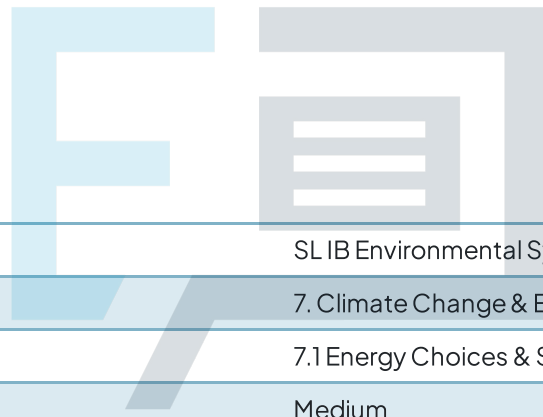 SL IB Environmental S
7. Climate Change & E
7.1 Energy Choices & S
Medium